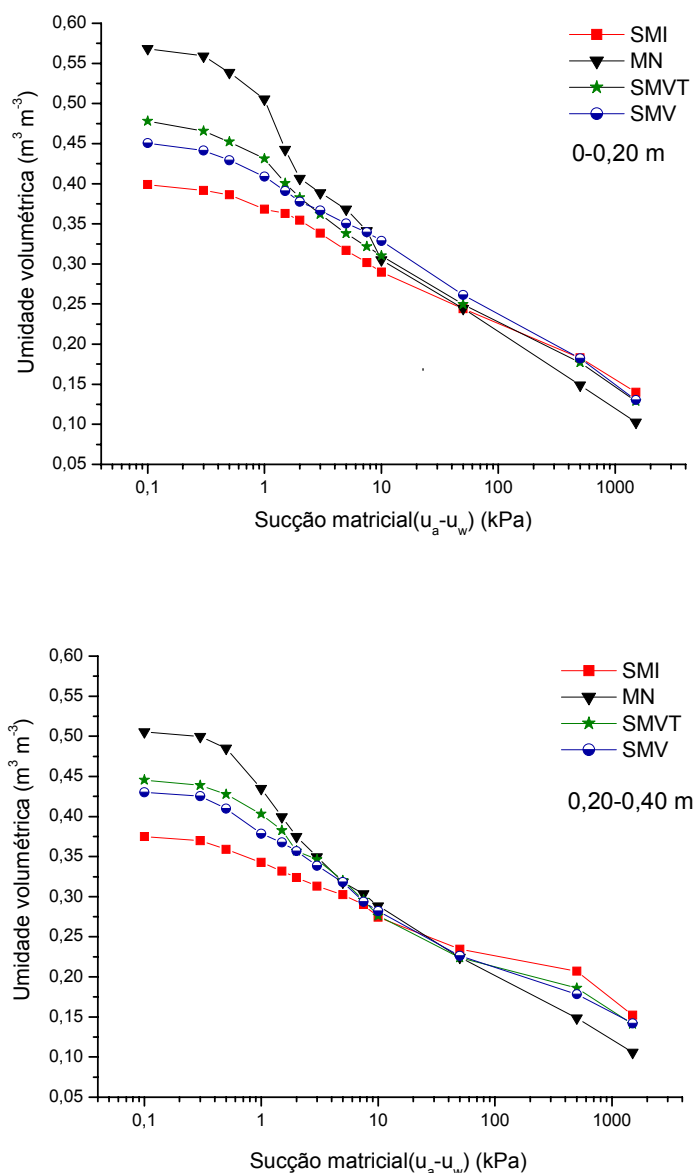 0,60
0,55
0,50
0,45
0,40
0,35
0,30
0,25
0,20
0,15
0,10
0,05
Umidade volumétrica (m³ m⁻³)
SMI
MN
SMVT
SMV
0-0,20 m
0,1 1 10 100 1000
Sucção matricial(uₐ-u_w) (kPa)
0,60
0,55
0,50
0,45
0,40
0,35
0,30
0,25
0,20
0,15
0,10
0,05
Umidade volumétrica (m³ m⁻³)
SMI
MN
SMVT
SMV
0,20-0,40 m
0,1 1 10 100 1000
Sucção matricial(uₐ-u_w) (kPa)